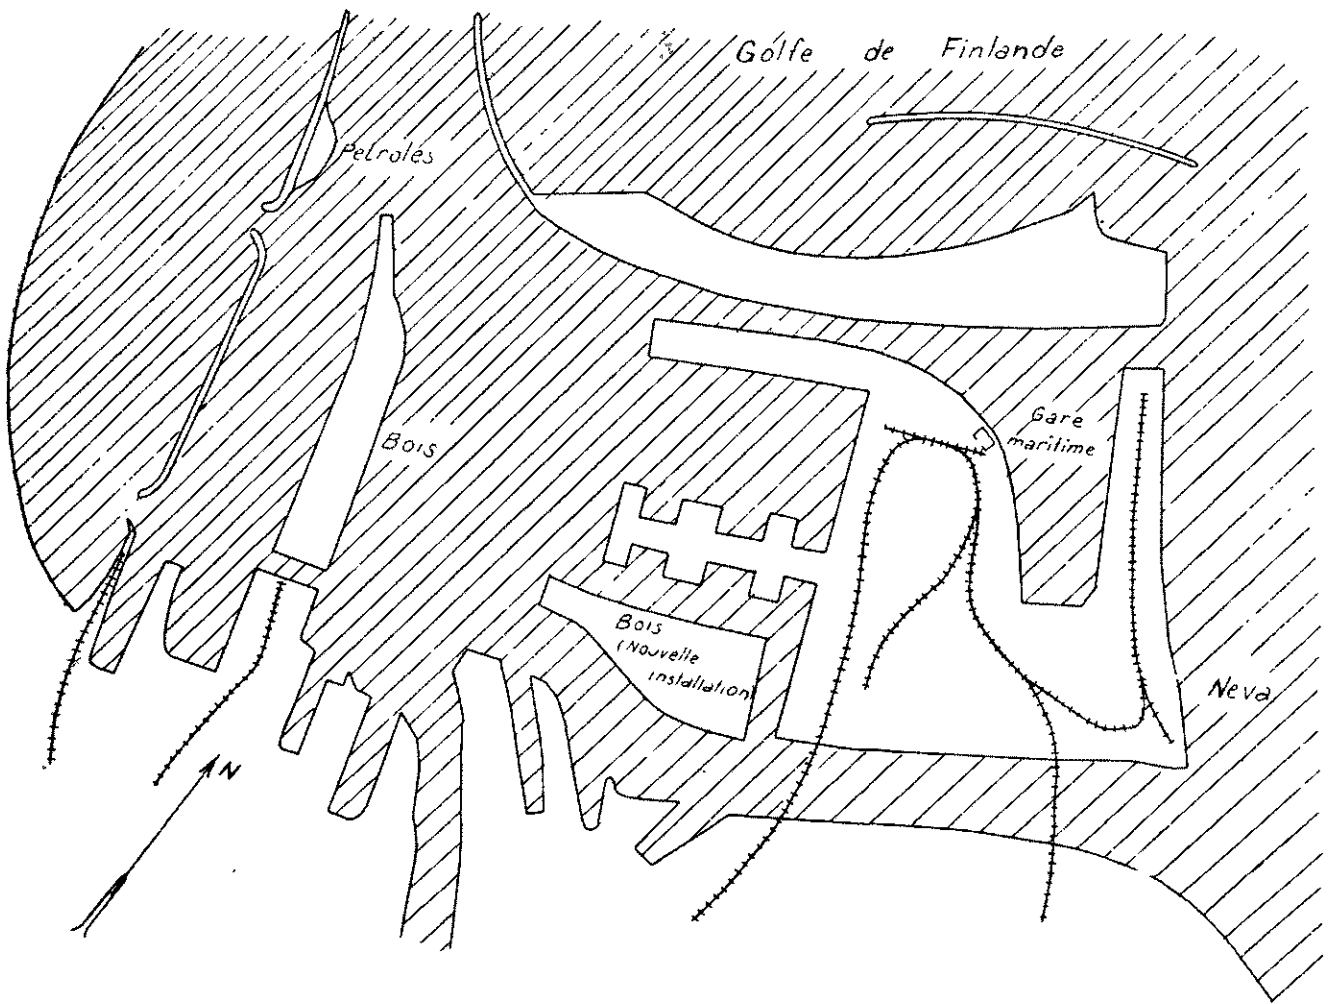 Golfe de Finlande
Pétroles
Bois
Gare
maritime
Bois
(Nouvelle
installation
Neva
N